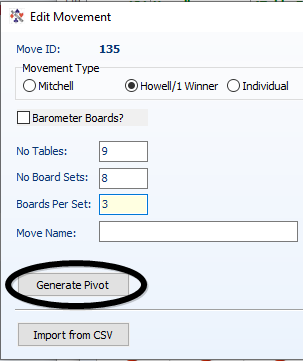 Edit Movement
Move ID: 135
Movement Type
Mitchell Howell/1 Winner Individual
Barometer Boards?
No Tables: 9
No Board Sets: 8
Boards Per Set: 3
Move Name:
Generate Pivot
Import from CSV